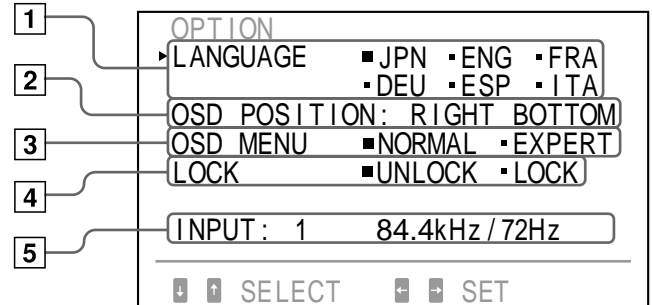 OPTION
1
LANGUAGE ■JPN ▪ENG ▪FRA
▪DEU ▪ESP ▪ITA
2
OSD POSITION: RIGHT BOTTOM
3
OSD MENU ■NORMAL ▪EXPERT
4
LOCK ■UNLOCK ▪LOCK
5
INPUT: 1 84.4kHz/72Hz
↓ ↑ SELECT ← → SET